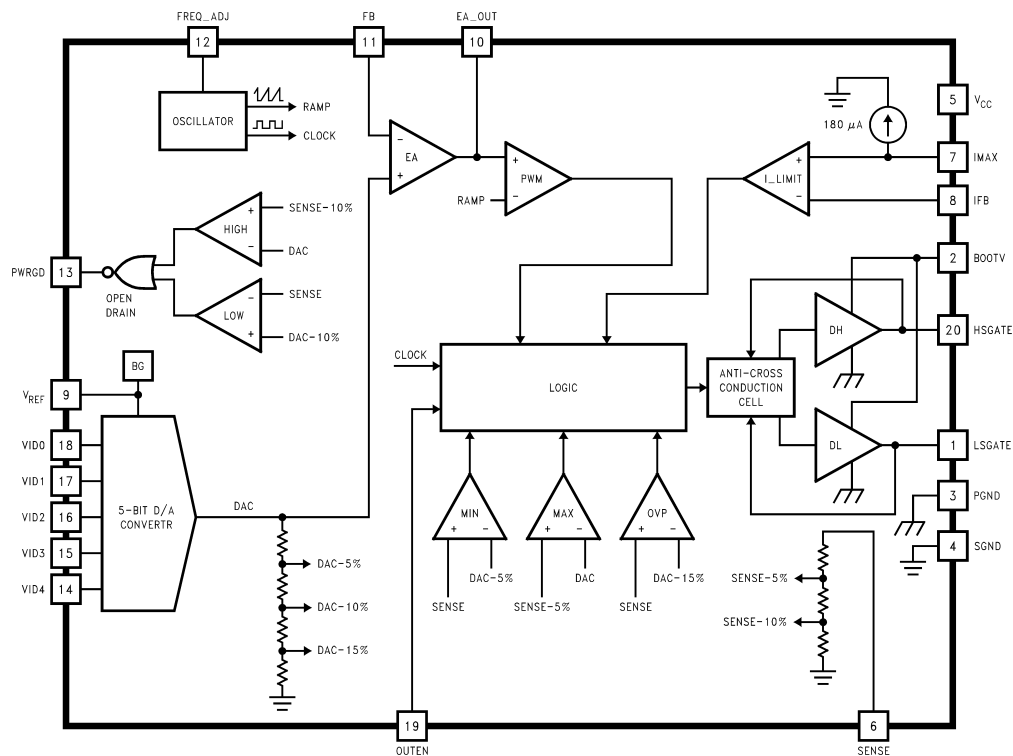 FREQ_ADJ
FB
EA_OUT
12
11
10
OSCILLATOR
RAMP
CLOCK
5
VCC
180 µA
7
IMAX
8
IFB
-
EA
+
+
PWM
RAMP
-
+
I_LIMIT
-
SENSE-10%
+
HIGH
-
DAC
PWRGD
13
OPEN
DRAIN
SENSE
-
LOW
+
DAC-10%
2
BOOTV
DH
20
HSGATE
CLOCK
LOGIC
ANTI-CROSS
CONDUCTION
CELL
BG
VREF
9
VID0
18
VID1
17
VID2
16
VID3
15
VID4
14
5-BIT D/A
CONVERTR
DAC
DL
1
LSGATE
3
PGND
4
SGND
MIN
+ -
MAX
+ -
OVP
+ -
DAC-5%
DAC
DAC-15%
SENSE
SENSE-5%
SENSE
DAC-5%
DAC-10%
DAC-15%
SENSE-5%
SENSE-10%
19
OUTEN
6
SENSE